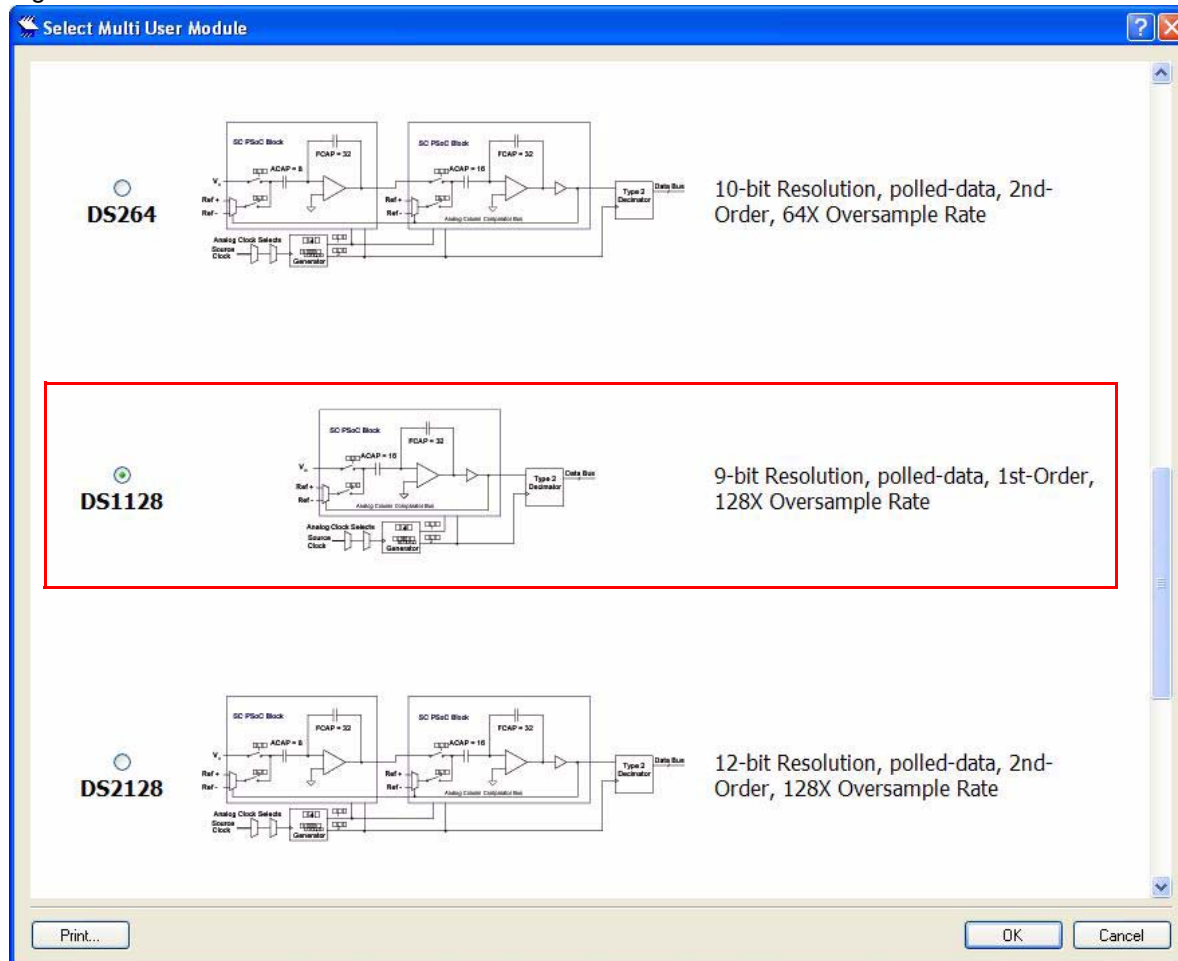 Select Multi User Module
SC PSoC Block
FCAP = 32
ACAP = 8
Ref +
Ref -
SC PSoC Block
FCAP = 32
ACAP = 16
Ref +
Ref -
Analog Column Comparator Bus
Type 2
Decimator
Data Bus
Analog Clock Selects
Source
Clock
Generator
DS264
10-bit Resolution, polled-data, 2nd-
Order, 64X Oversample Rate
SC PSoC Block
FCAP = 32
ACAP = 16
Ref +
Ref -
Analog Column Comparator Bus
Type 2
Decimator
Data Bus
Analog Clock Selects
Source
Clock
Generator
DS1128
9-bit Resolution, polled-data, 1st-Order,
128X Oversample Rate
SC PSoC Block
FCAP = 32
ACAP = 8
Ref +
Ref -
SC PSoC Block
FCAP = 32
ACAP = 16
Ref +
Ref -
Analog Column Comparator Bus
Type 2
Decimator
Data Bus
Analog Clock Selects
Source
Clock
Generator
DS2128
12-bit Resolution, polled-data, 2nd-
Order, 128X Oversample Rate
Print...
OK
Cancel